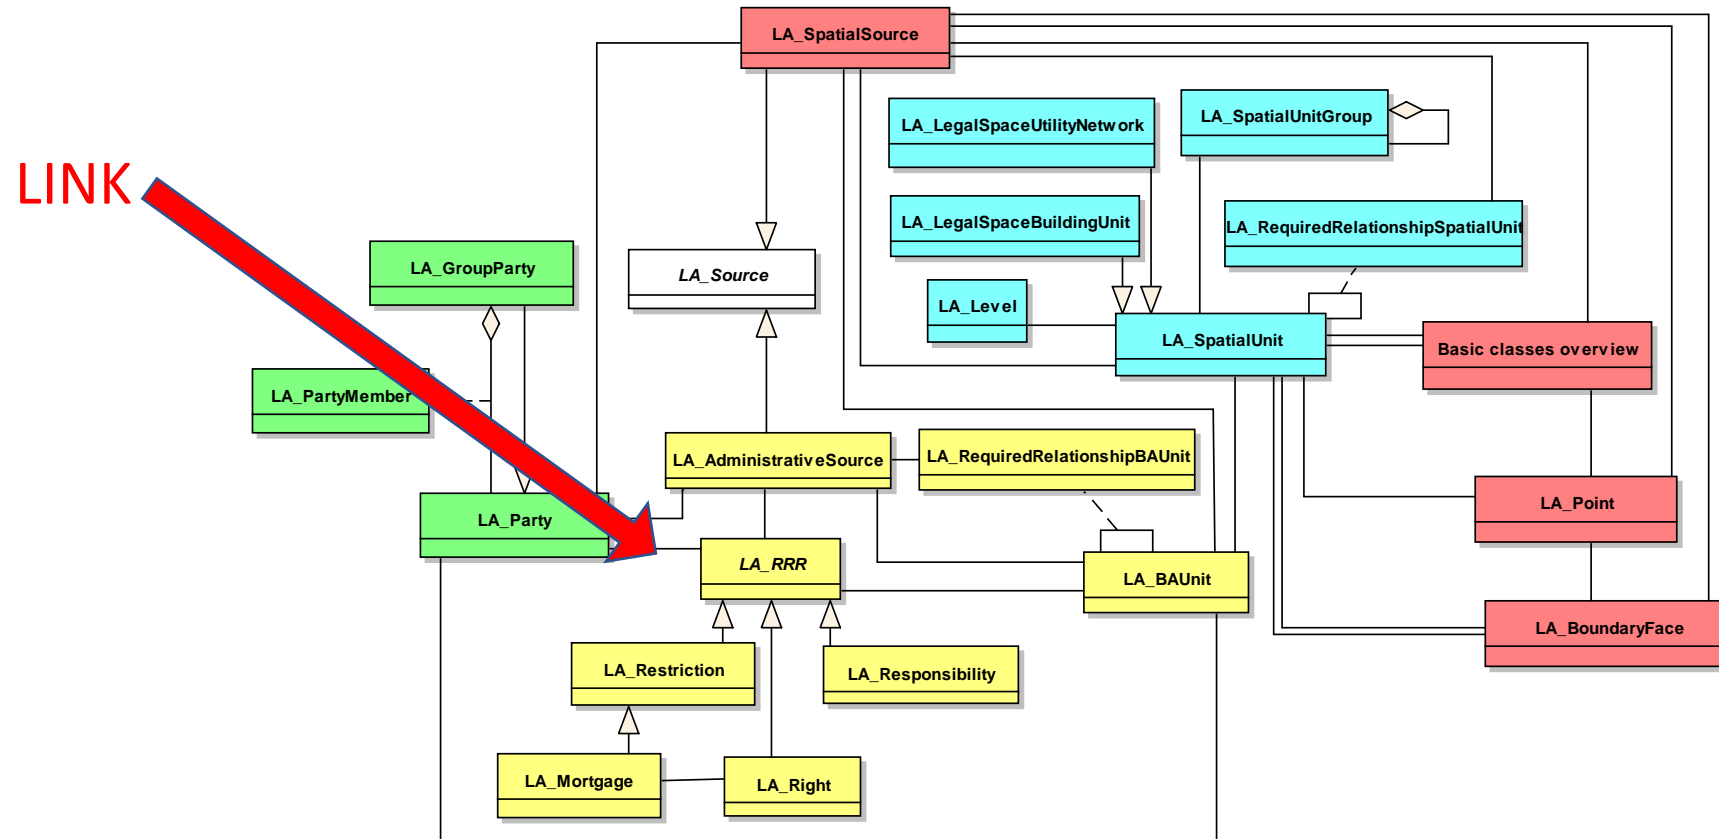 LA_SpatialSource
LA_LegalSpaceUtilityNetwork
LA_SpatialUnitGroup
LINK
LA_LegalSpaceBuildingUnit
LA_RequiredRelationshipSpatialUnit
LA_GroupParty
LA_Source
LA_Level
LA_SpatialUnit
Basic classes overview
LA_PartyMember
LA_AdministrativeSource
LA_RequiredRelationshipBAUnit
LA_Party
LA_Point
LA_RRR
LA_BAUnit
LA_BoundaryFace
LA_Restriction
LA_Responsibility
LA_Mortgage
LA_Right